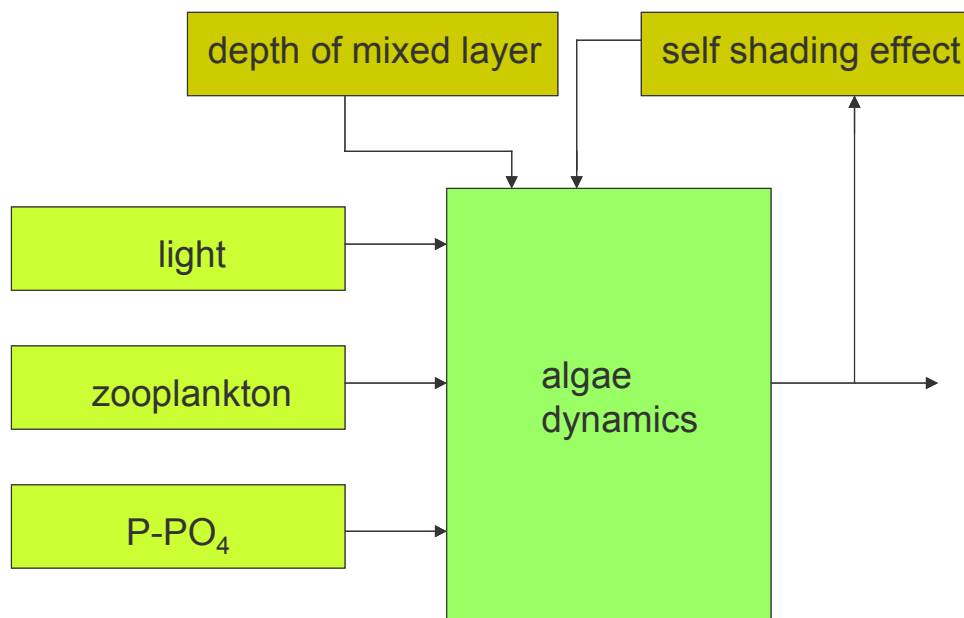 depth of mixed layer
self shading effect
light
zooplankton
algae
dynamics
P-PO₄